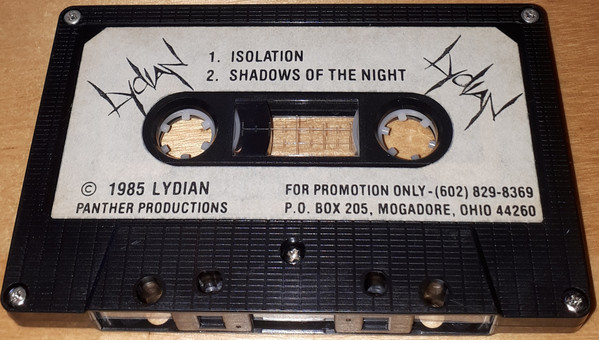 Lydian
1. ISOLATION
2. SHADOWS OF THE NIGHT
Lydian
© 1985 LYDIAN
PANTHER PRODUCTIONS
FOR PROMOTION ONLY-(602) 829-8369
P.O. BOX 205, MOGADORE, OHIO 44260